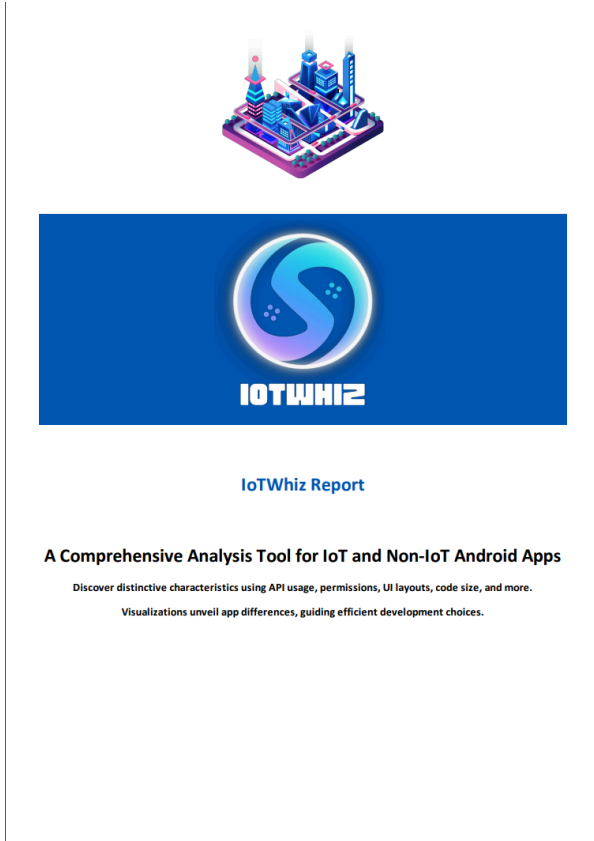 IOTWHIZ
IoTWhiz Report
A Comprehensive Analysis Tool for IoT and Non-IoT Android Apps
Discover distinctive characteristics using API usage, permissions, UI layouts, code size, and more.
Visualizations unveil app differences, guiding efficient development choices.